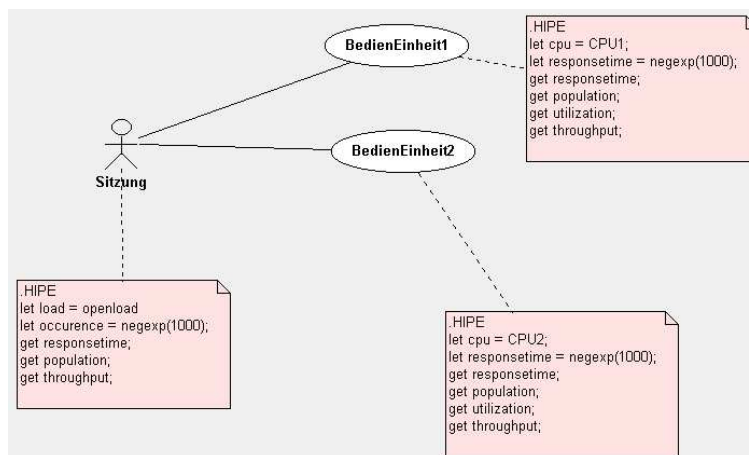 BedienEinheit1
.HIPE
let cpu = CPU1;
let responsetime = negexp(1000);
get responsetime;
get population;
get utilization;
get throughput;
BedienEinheit2
Sitzung
.HIPE
let load = openload
let occurence = negexp(1000);
get responsetime;
get population;
get throughput;
.HIPE
let cpu = CPU2;
let responsetime = negexp(1000);
get responsetime;
get population;
get utilization;
get throughput;